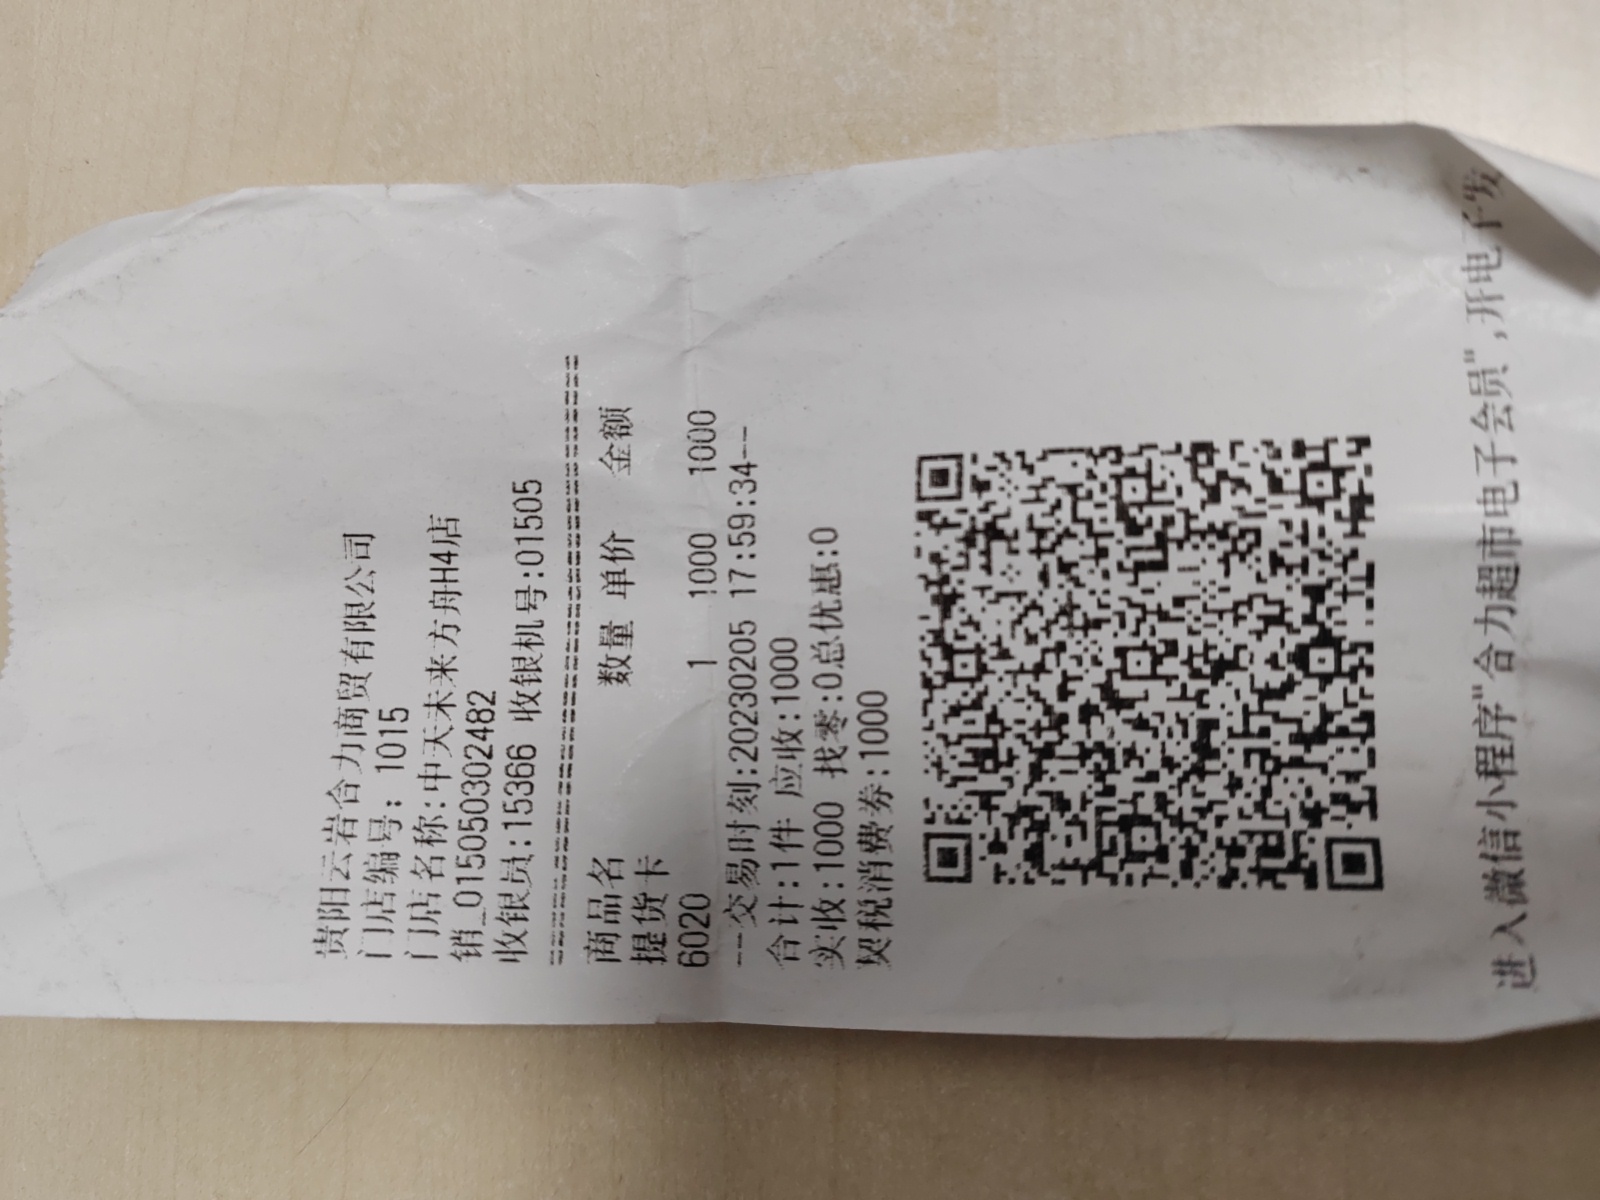 贵阳云岩合力商贸有限公司
门店编号: 1015
门店名称:中天未来方舟H4店
销_015050302482
收银员:15366 收银机号:01505
商品名 数量 单价 金额
提货卡
6020 1 1000 1000
--交易时刻:20230205 17:59:34--
合计:1件 应收:1000
实收:1000 找零:0总优惠:0
契税消费券:1000
进入微信小程序"合力超市电子会员",开电子发